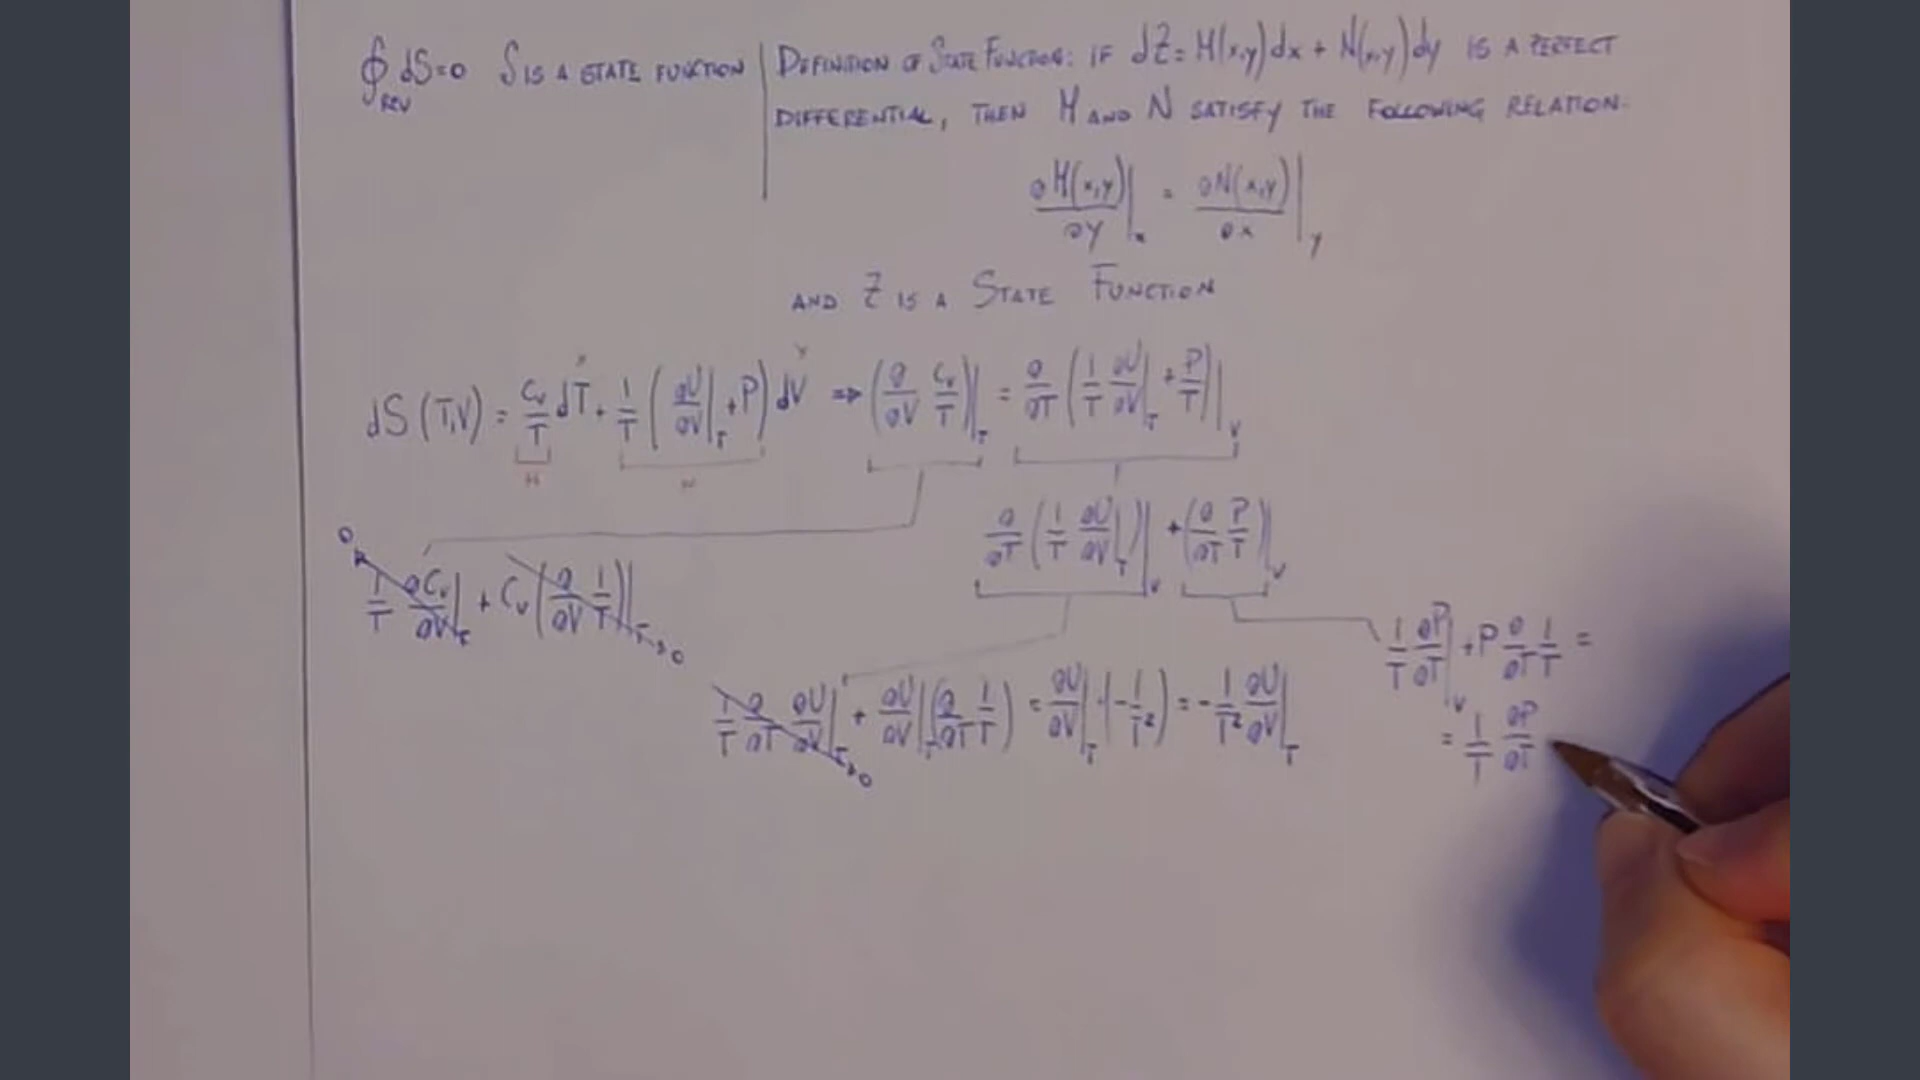 ∮_REV dS=0 S IS A STATE FUNCTION | DEFINITION OF STATE FUNCTION: IF dZ= M(x,y)dx + N(x,y)dy IS A PERFECT
DIFFERENTIAL, THEN M AND N SATISFY THE FOLLOWING RELATION.
∂M(x,y)/∂y |_x = ∂N(x,y)/∂x |_y
AND Z IS A STATE FUNCTION
dS (T,V) = C_v/T dT + 1/T ( ∂U/∂V |_T + P ) dV ⇒ ( ∂/∂V C_v/T ) |_T = ∂/∂T ( 1/T ∂U/∂V |_T + P/T ) |_V
M N
∂/∂T ( 1/T ∂U/∂V |_T ) |_V + ( ∂/∂T P/T ) |_V
0 1/T ∂C_v/∂V |_T + C_v ( ∂/∂V 1/T ) |_T 0
1/T ∂P/∂T |_V + P ∂/∂T 1/T =
1/T ∂/∂T ∂U/∂V |_T 0 + ∂U/∂V |_T ( ∂/∂T 1/T ) = ∂U/∂V |_T · ( - 1/T² ) = - 1/T² ∂U/∂V |_T
= 1/T ∂P/∂T